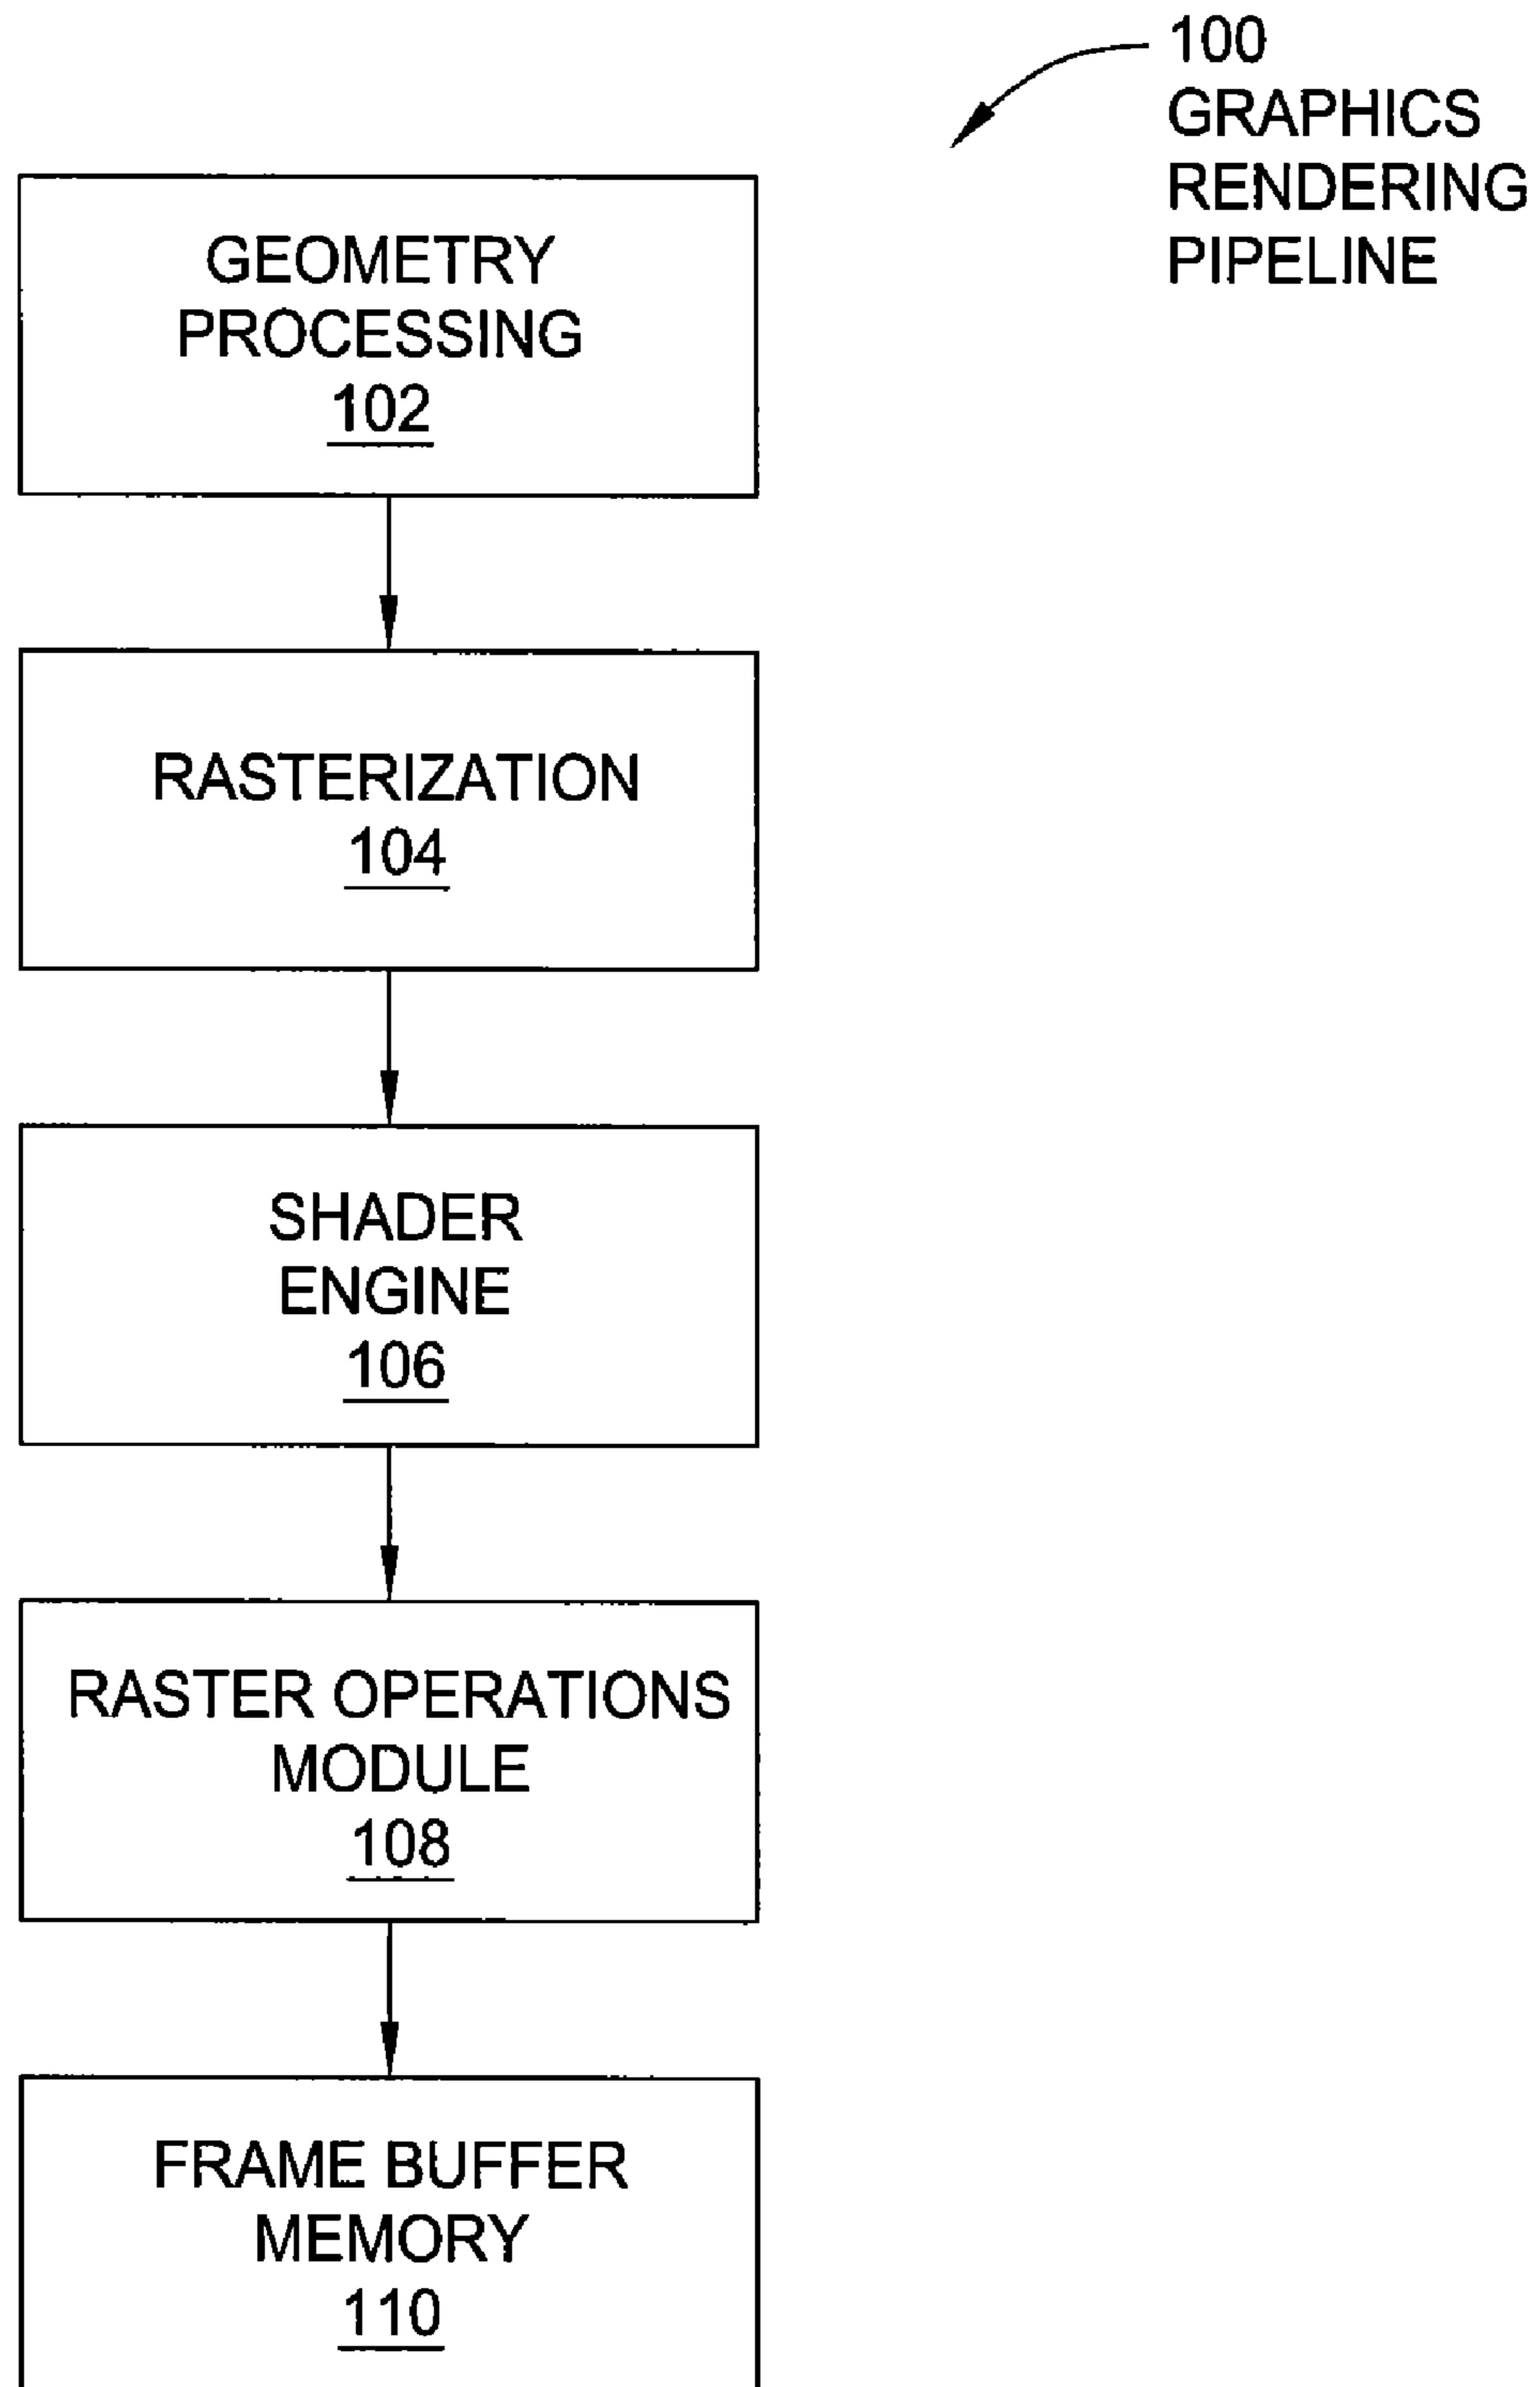 100
GRAPHICS
RENDERING
PIPELINE
GEOMETRY
PROCESSING
102
RASTERIZATION
104
SHADER
ENGINE
106
RASTER OPERATIONS
MODULE
108
FRAME BUFFER
MEMORY
110